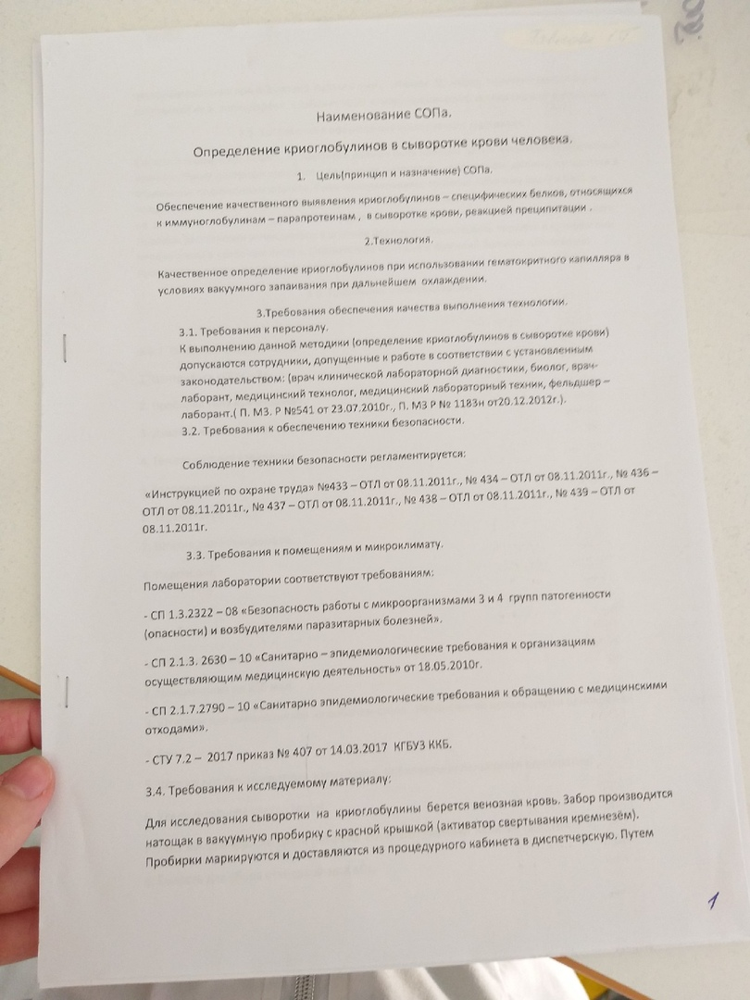 Наименование СОПа.
Определение криоглобулинов в сыворотке крови человека.
1. Цель(принцип и назначение) СОПа.
Обеспечение качественного выявления криоглобулинов – специфических белков, относящихся
к иммуноглобулинам – парапротеинам , в сыворотке крови, реакцией преципитации .
2.Технология.
Качественное определение криоглобулинов при использовании гематокритного капилляра в
условиях вакуумного запаивания при дальнейшем охлаждении.
3.Требования обеспечения качества выполнения технологии.
3.1. Требования к персоналу.
К выполнению данной методики (определение криоглобулинов в сыворотке крови)
допускаются сотрудники, допущенные к работе в соответствии с установленным
законодательством: (врач клинической лабораторной диагностики, биолог, врач-
лаборант, медицинский технолог, медицинский лабораторный техник, фельдшер –
лаборант.( П. МЗ. Р №541 от 23.07.2010г., П. МЗ Р № 1183н от20.12.2012г.).
3.2. Требования к обеспечению техники безопасности.
Соблюдение техники безопасности регламентируется:
«Инструкцией по охране труда» №433 – ОТЛ от 08.11.2011г., № 434 – ОТЛ от 08.11.2011г., № 436 –
ОТЛ от 08.11.2011г., № 437 – ОТЛ от 08.11.2011г., № 438 – ОТЛ от 08.11.2011г., № 439 – ОТЛ от
08.11.2011г.
3.3. Требования к помещениям и микроклимату.
Помещения лаборатории соответствуют требованиям:
- СП 1.3.2322 – 08 «Безопасность работы с микроорганизмами 3 и 4 групп патогенности
(опасности) и возбудителями паразитарных болезней».
- СП 2.1.3. 2630 – 10 «Санитарно – эпидемиологические требования к организациям
осуществляющим медицинскую деятельность» от 18.05.2010г.
- СП 2.1.7.2790 – 10 «Санитарно эпидемиологические требования к обращению с медицинскими
отходами».
- СТУ 7.2 – 2017 приказ № 407 от 14.03.2017 КГБУЗ ККБ.
3.4. Требования к исследуемому материалу:
Для исследования сыворотки на криоглобулины берется венозная кровь. Забор производится
натощак в вакуумную пробирку с красной крышкой (активатор свертывания кремнезём).
Пробирки маркируются и доставляются из процедурного кабинета в диспетчерскую. Путем
1